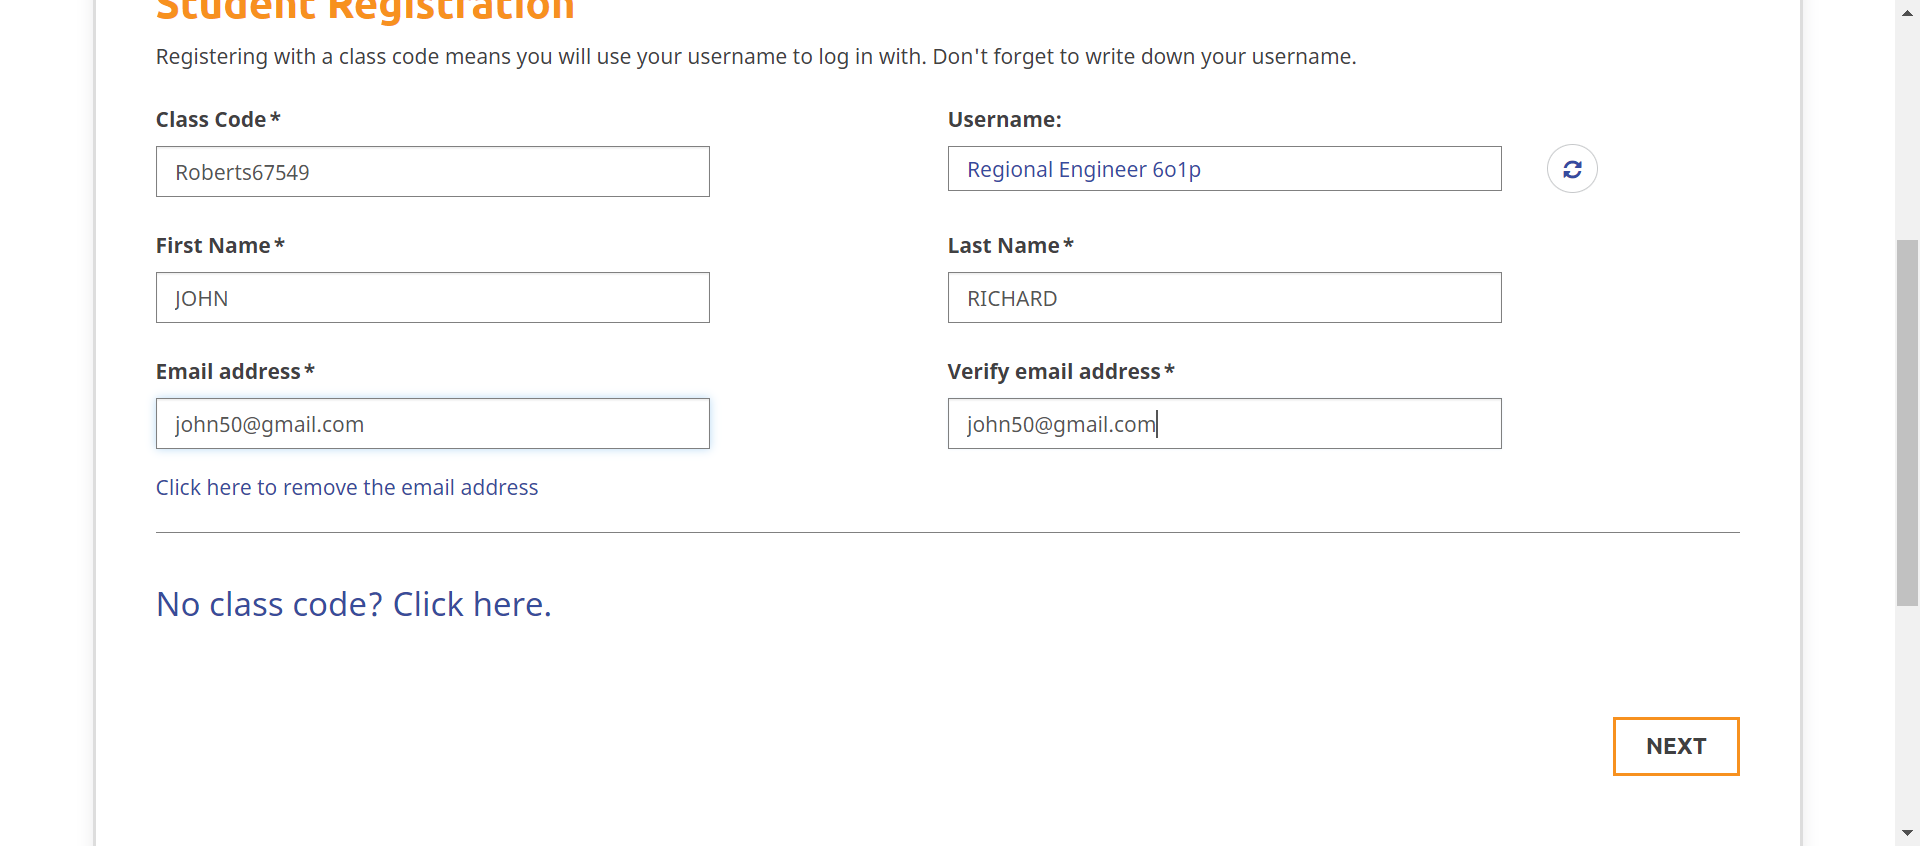 Student Registration
Registering with a class code means you will use your username to log in with. Don't forget to write down your username.
Class Code*
Username:
Roberts67549
Regional Engineer 6o1p
First Name*
Last Name*
JOHN
RICHARD
Email address*
Verify email address*
john50@gmail.com
john50@gmail.com
Click here to remove the email address
No class code? Click here.
NEXT